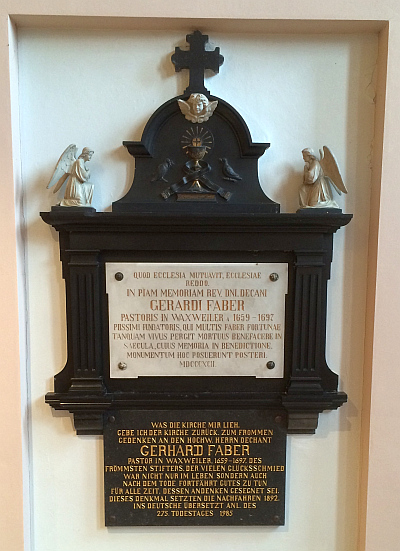 QUOD ECCLESIA MUTUAVIT, ECCLESIAE
REDDO.
IN PIAM MEMORIAM REV. DNI. DECANI
GERARDI FABER
PASTORIS IN WAXWEILER A 1659 - 1697.
PIISSIMI FUNDATORIS, QUI MULTIS FABER FORTUNAE
TANQUAM VIVUS PERGIT MORTUUS BENEFACERE IN
SAECULA, CUIUS MEMORIA IN BENEDICTIONE.
MONUMENTUM HOC POSUERUNT POSTERI.
MDCCCXCII.
WAS DIE KIRCHE MIR LIEH,
GEBE ICH DER KIRCHE ZURÜCK. ZUM FROMMEN
GEDENKEN AN DEN HOCHW. HERRN DECHANT
GERHARD FABER
PASTOR IN WAXWEILER, 1659-1697, DES
FRÖMMSTEN STIFTERS, DER VIELEN GLÜCKSSCHMIED
WAR NICHT NUR IM LEBEN SONDERN AUCH
NACH DEM TODE FORTFÄHRT GUTES ZU TUN
FÜR ALLE ZEIT, DESSEN ANDENKEN GESEGNET SEI.
DIESES DENKMAL SETZTEN DIE NACHFAHREN 1892.
INS DEUTSCHE ÜBERSETZT ANL. DES
275. TODESTAGES 1985